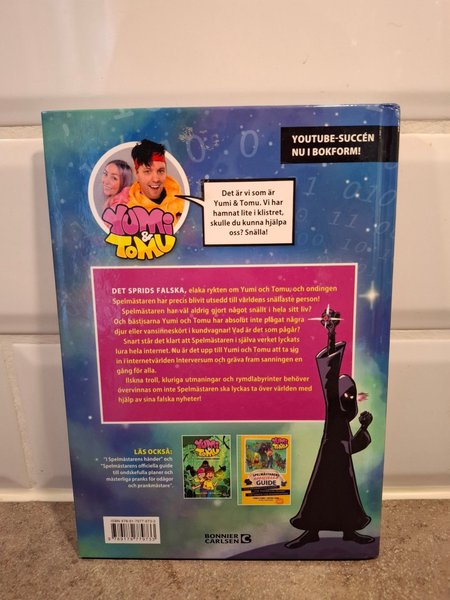 YOUTUBE-SUCCÉN
NU I BOKFORM!
Det är vi som är
Yumi & Tomu. Vi har
hamnat lite i klistret,
skulle du kunna hjälpa
oss? Snälla!
YUMI
& TOMU
DET SPRIDS FALSKA, elaka rykten om Yumi och Tomu, och ondingen
Spelmästaren har precis blivit utsedd till världens snällaste person!
Spelmästaren har väl aldrig gjort något snällt i hela sitt liv?
Och bästisarna Yumi och Tomu har absolut inte plågat några
djur eller vansinneskört i kundvagnar! Vad är det som pågår?
Snart står det klart att Spelmästaren i själva verket lyckats
lura hela internet. Nu är det upp till Yumi och Tomu att ta sig
in i internetvärlden Interversum och gräva fram sanningen en
gång för alla.
Ilskna troll, kluriga utmaningar och rymdlabyrinter behöver
övervinnas om inte Spelmästaren ska lyckas ta över världen med
hjälp av sina falska nyheter!
LÄS OCKSÅ:
"I Spelmästarens händer" och
"Spelmästarens officiella guide
till ondskefulla planer och
mästerliga pranks för odågor
och prankmästare".
YUMI
TOMU
SPELMÄSTARENS
GUIDE
BONNIER
CARLSEN